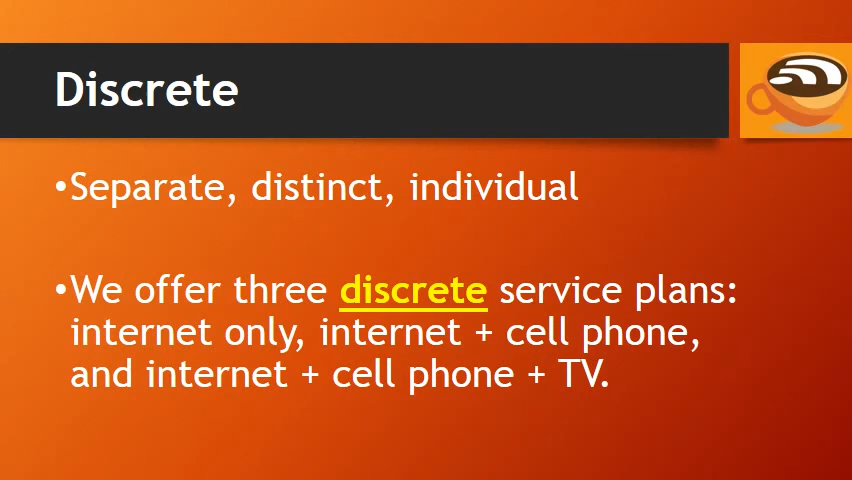 Discrete
•Separate, distinct, individual
•We offer three discrete service plans:
internet only, internet + cell phone,
and internet + cell phone + TV.